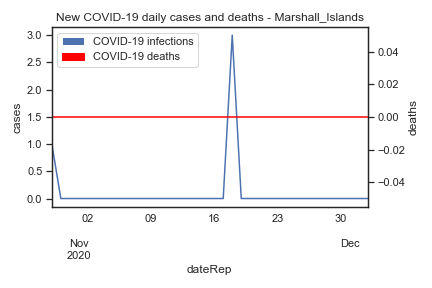 New COVID-19 daily cases and deaths - Marshall_Islands
COVID-19 infections
COVID-19 deaths
3.0
2.5
2.0
1.5
1.0
0.5
0.0
cases
0.04
0.02
0.00
−0.02
−0.04
deaths
02 09 16 23 30
Nov Dec
2020
dateRep